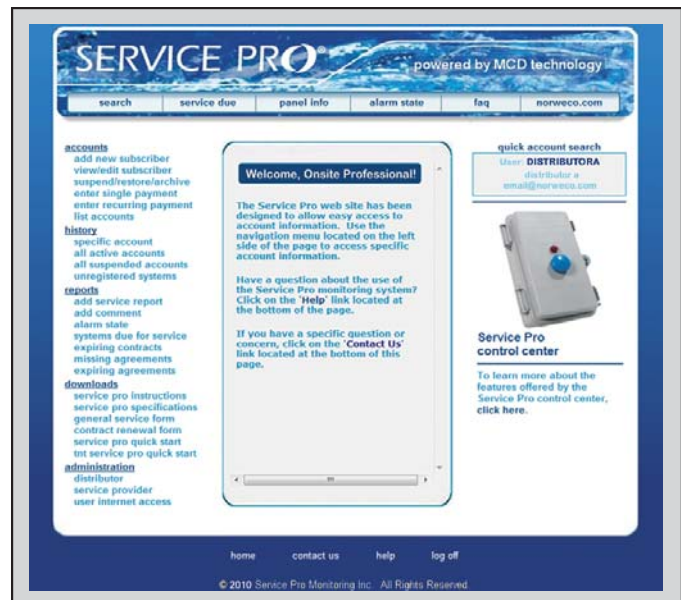 SERVICE PRO®
powered by MCD technology
search
service due
panel info
alarm state
faq
norweco.com
accounts
add new subscriber
view/edit subscriber
suspend/restore/archive
enter single payment
enter recurring payment
list accounts
history
specific account
all active accounts
all suspended accounts
unregistered systems
reports
add service report
add comment
alarm state
systems due for service
expiring contracts
missing agreements
expiring agreements
downloads
service pro instructions
service pro specifications
general service form
contract renewal form
service pro quick start
tnt service pro quick start
administration
distributor
service provider
user internet access
Welcome, Onsite Professional!
The Service Pro web site has been
designed to allow easy access to
account information. Use the
navigation menu located on the left
side of the page to access specific
account information.
Have a question about the use of
the Service Pro monitoring system?
Click on the 'Help' link located at
the bottom of the page.
If you have a specific question or
concern, click on the 'Contact Us'
link located at the bottom of this
page.
quick account search
User: DISTRIBUTORA
distributor a
email@norweco.com
Service Pro
control center
To learn more about the
features offered by the
Service Pro control center,
click here.
home
contact us
help
log off
© 2010 Service Pro Monitoring Inc. All Rights Reserved.